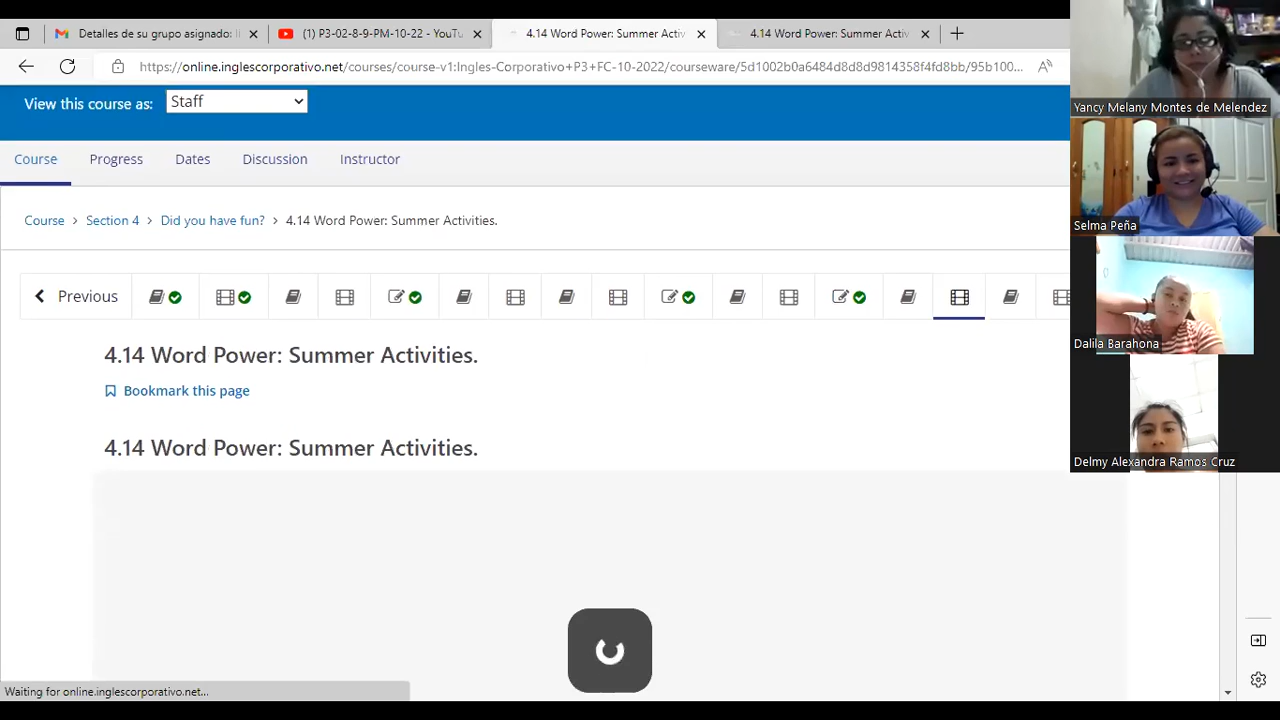 Detalles de su grupo asignado: li
(1) P3-02-8-9-PM-10-22 - YouTu
4.14 Word Power: Summer Activ
4.14 Word Power: Summer Activ
https://online.inglescorporativo.net/courses/course-v1:Ingles-Corporativo+P3+FC-10-2022/courseware/5d1002b0a6484d8d8d9814358f4fd8bb/95b100...
View this course as:
Staff
Course
Progress
Dates
Discussion
Instructor
Course > Section 4 > Did you have fun? > 4.14 Word Power: Summer Activities.
Previous
4.14 Word Power: Summer Activities.
Bookmark this page
4.14 Word Power: Summer Activities.
Waiting for online.inglescorporativo.net...
Yancy Melany Montes de Melendez
Selma Peña
Dalila Barahona
Delmy Alexandra Ramos Cruz